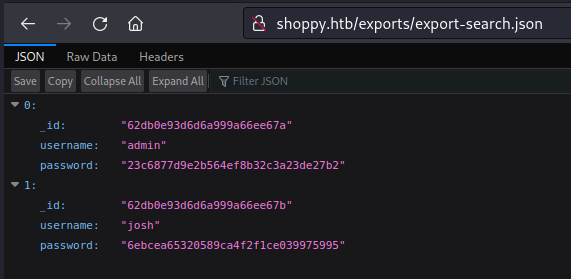 shoppy.htb/exports/export-search.json
JSON Raw Data Headers
Save Copy Collapse All Expand All Filter JSON
0:
_id: "62db0e93d6d6a999a66ee67a"
username: "admin"
password: "23c6877d9e2b564ef8b32c3a23de27b2"
1:
_id: "62db0e93d6d6a999a66ee67b"
username: "josh"
password: "6ebcea65320589ca4f2f1ce039975995"